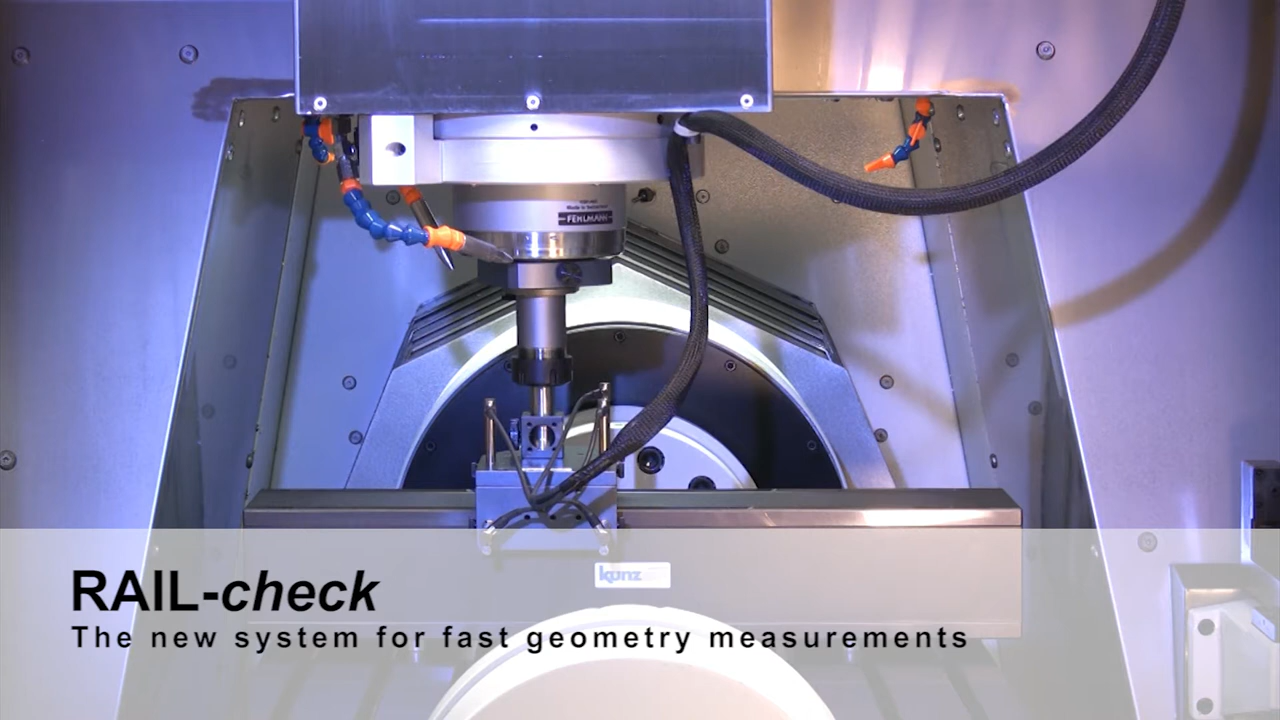 FEHLMANN
kunz
RAIL-check
The new system for fast geometry measurements